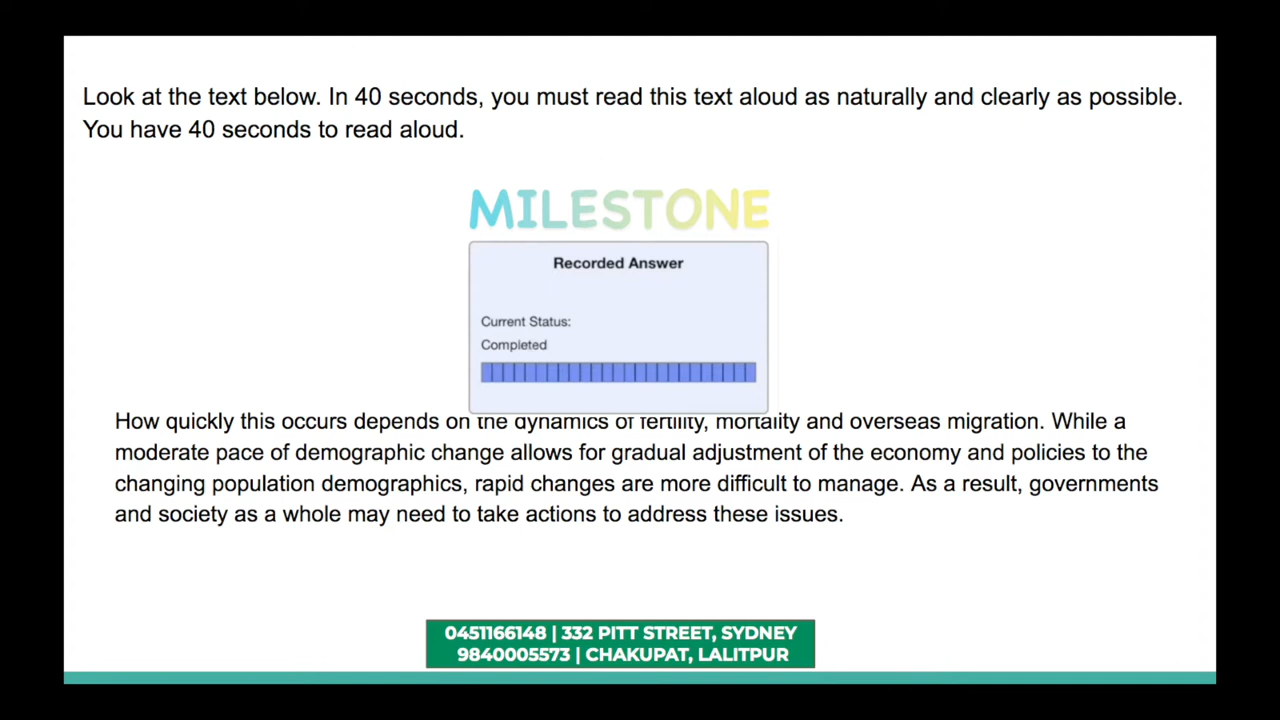 Look at the text below. In 40 seconds, you must read this text aloud as naturally and clearly as possible.
You have 40 seconds to read aloud.
MILESTONE
Recorded Answer
Current Status:
Completed
How quickly this occurs depends on the dynamics of fertility, mortality and overseas migration. While a
moderate pace of demographic change allows for gradual adjustment of the economy and policies to the
changing population demographics, rapid changes are more difficult to manage. As a result, governments
and society as a whole may need to take actions to address these issues.
0451166148 | 332 PITT STREET, SYDNEY
9840005573 | CHAKUPAT, LALITPUR